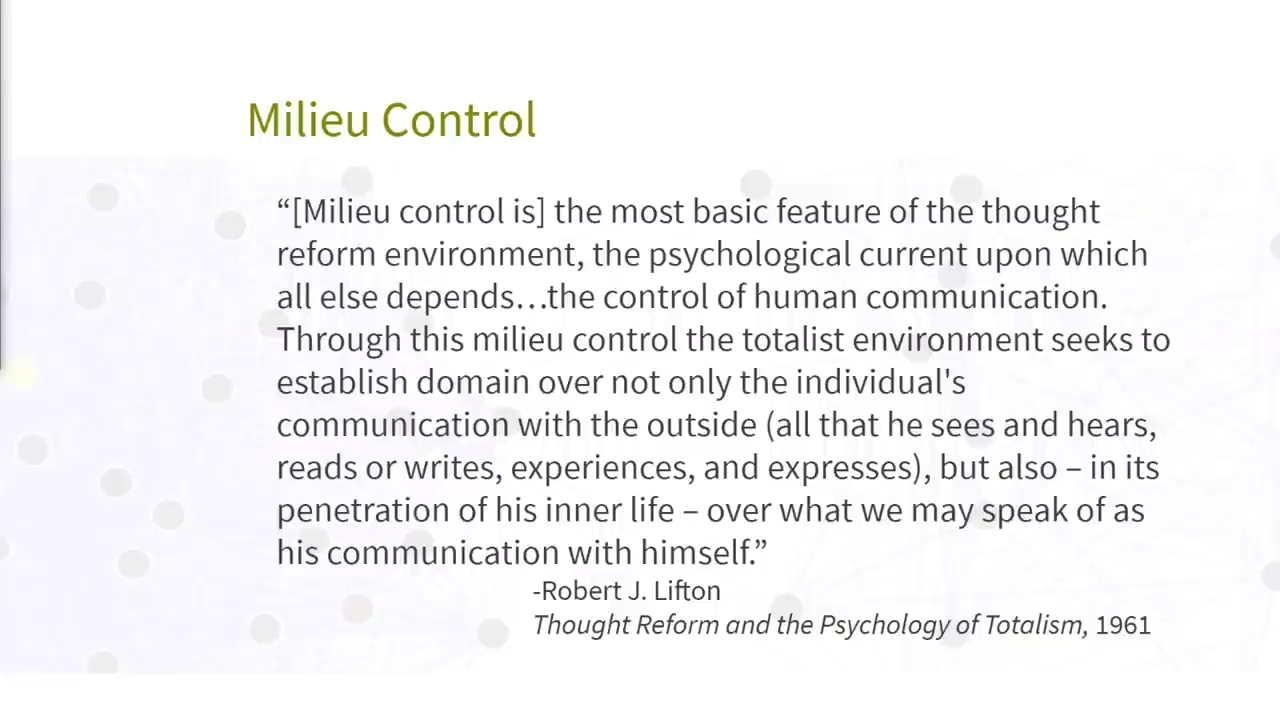 Milieu Control
“[Milieu control is] the most basic feature of the thought
reform environment, the psychological current upon which
all else depends…the control of human communication.
Through this milieu control the totalist environment seeks to
establish domain over not only the individual's
communication with the outside (all that he sees and hears,
reads or writes, experiences, and expresses), but also – in its
penetration of his inner life – over what we may speak of as
his communication with himself.”
-Robert J. Lifton
Thought Reform and the Psychology of Totalism, 1961